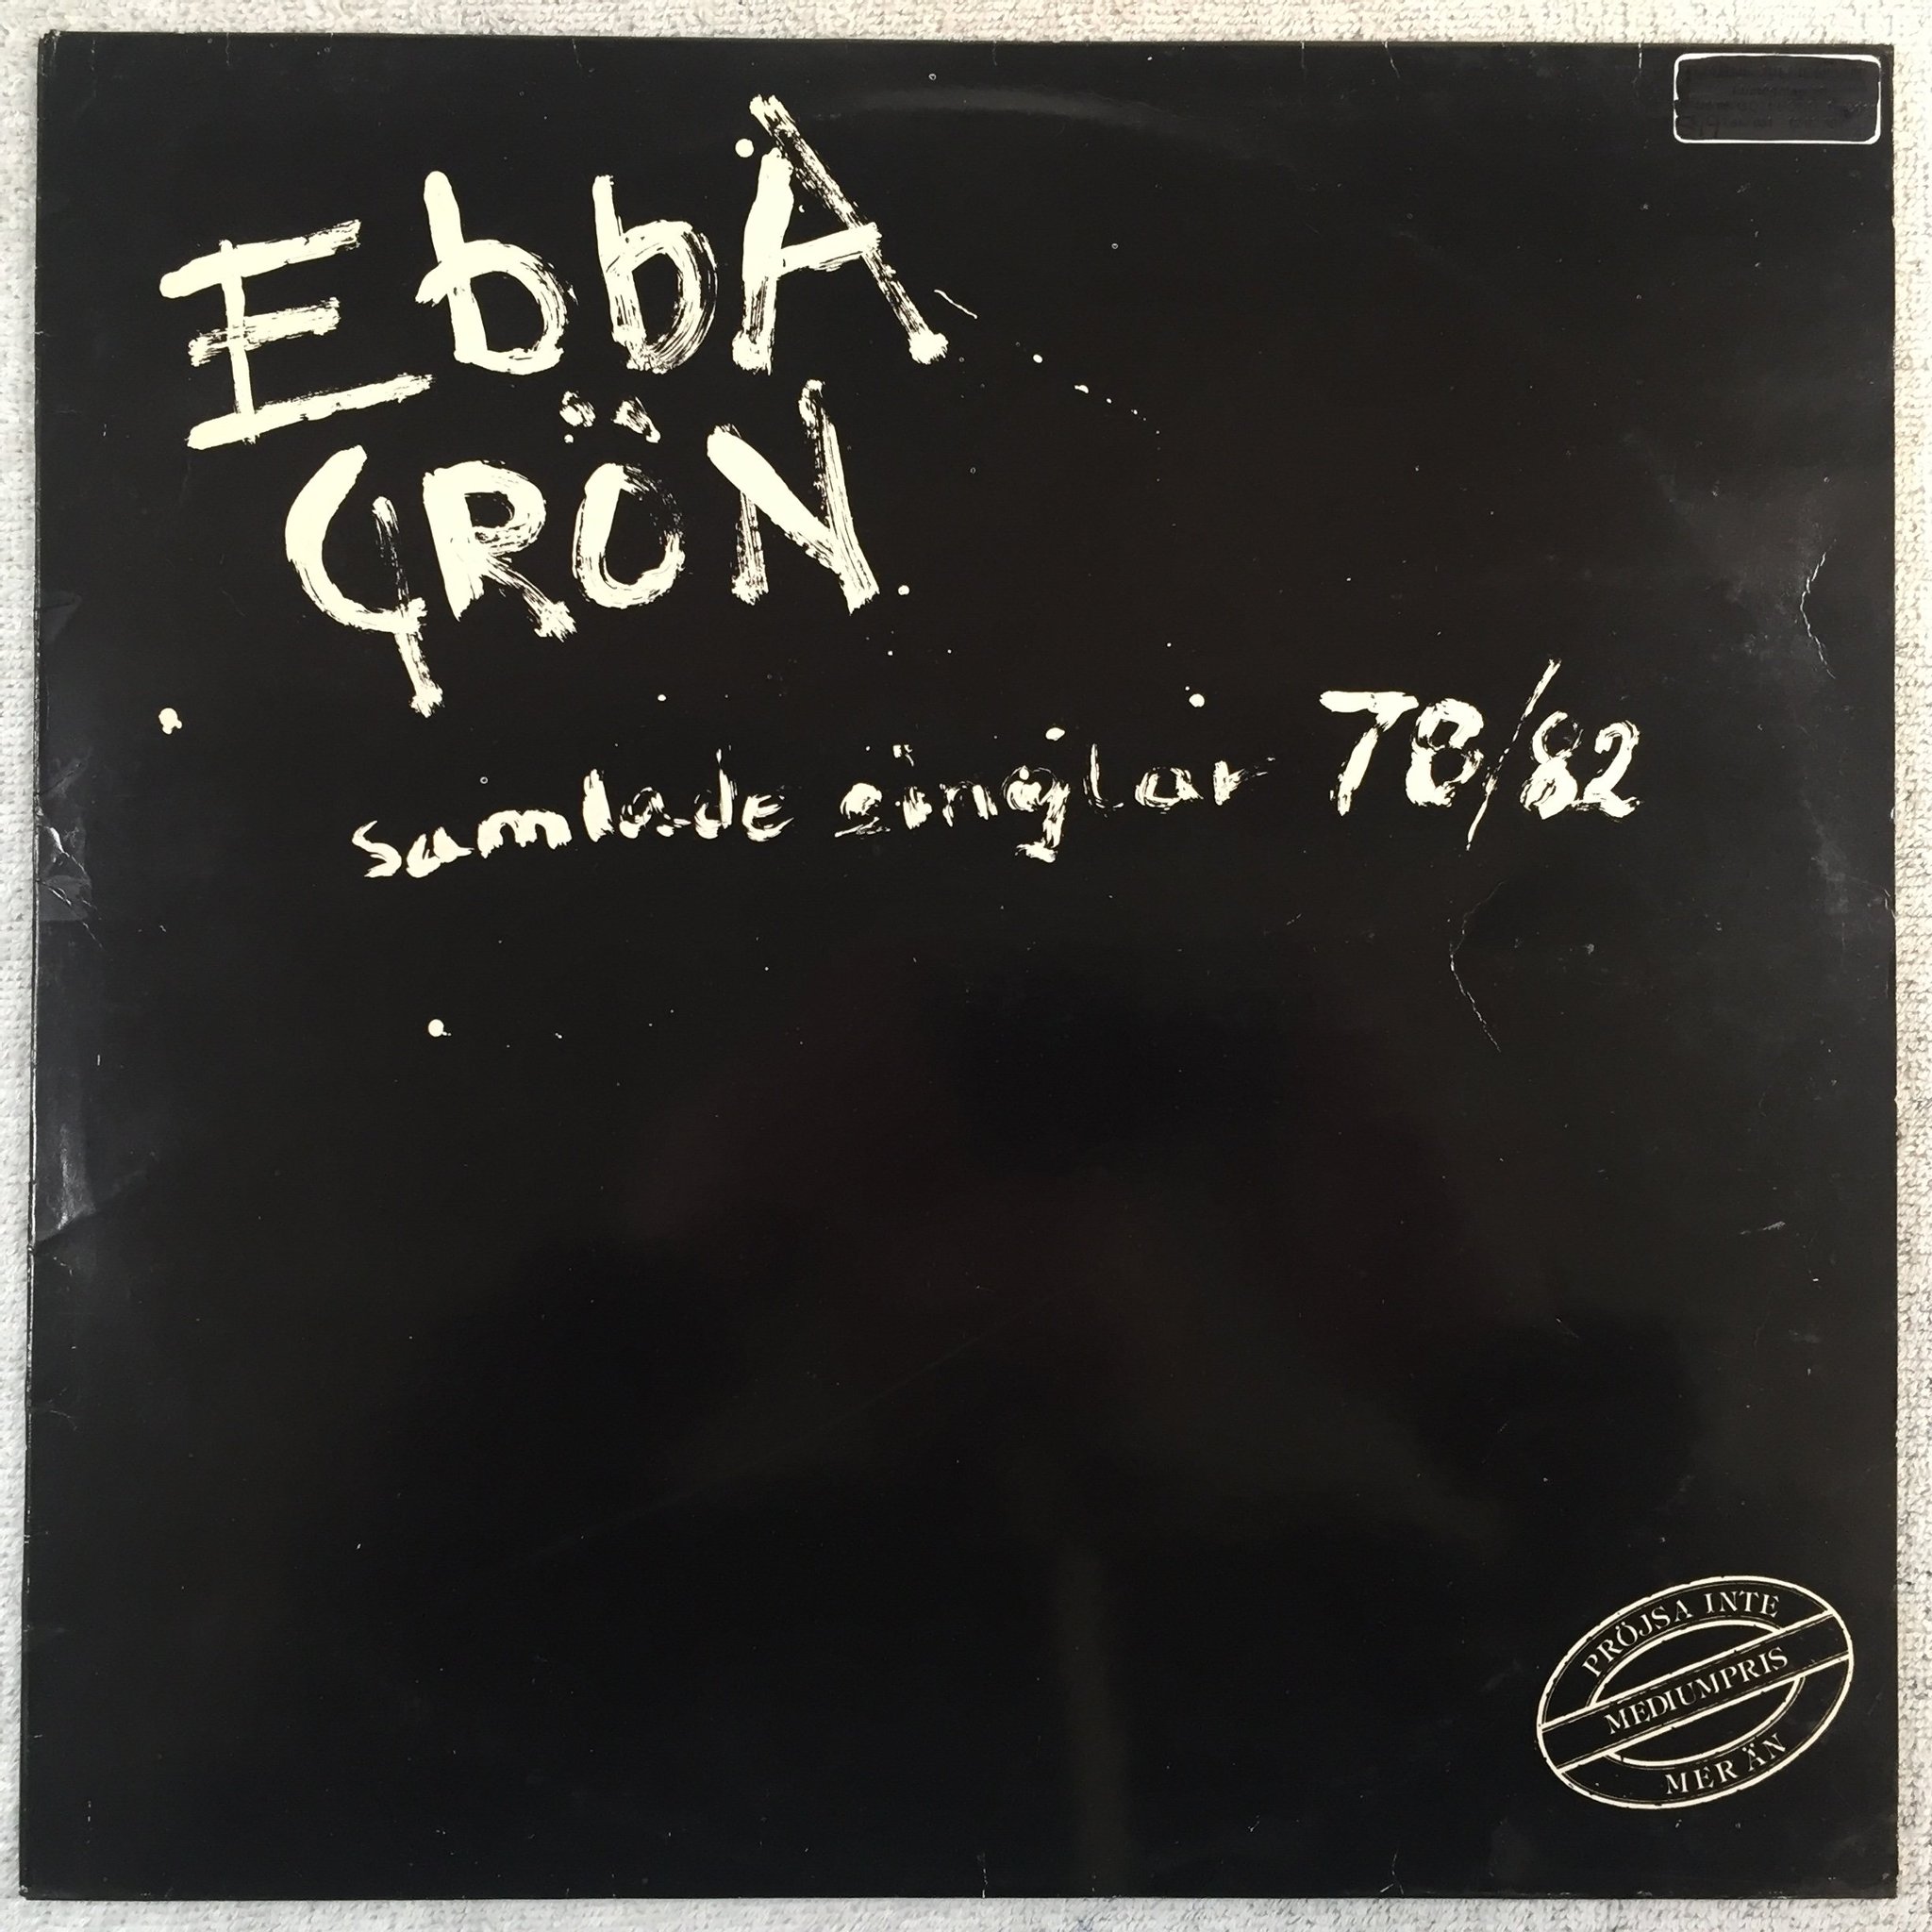 EbbA
GRÖN
samlade singlar 78/82
PRÖJSA INTE
MER ÄN
MEDIUMPRIS